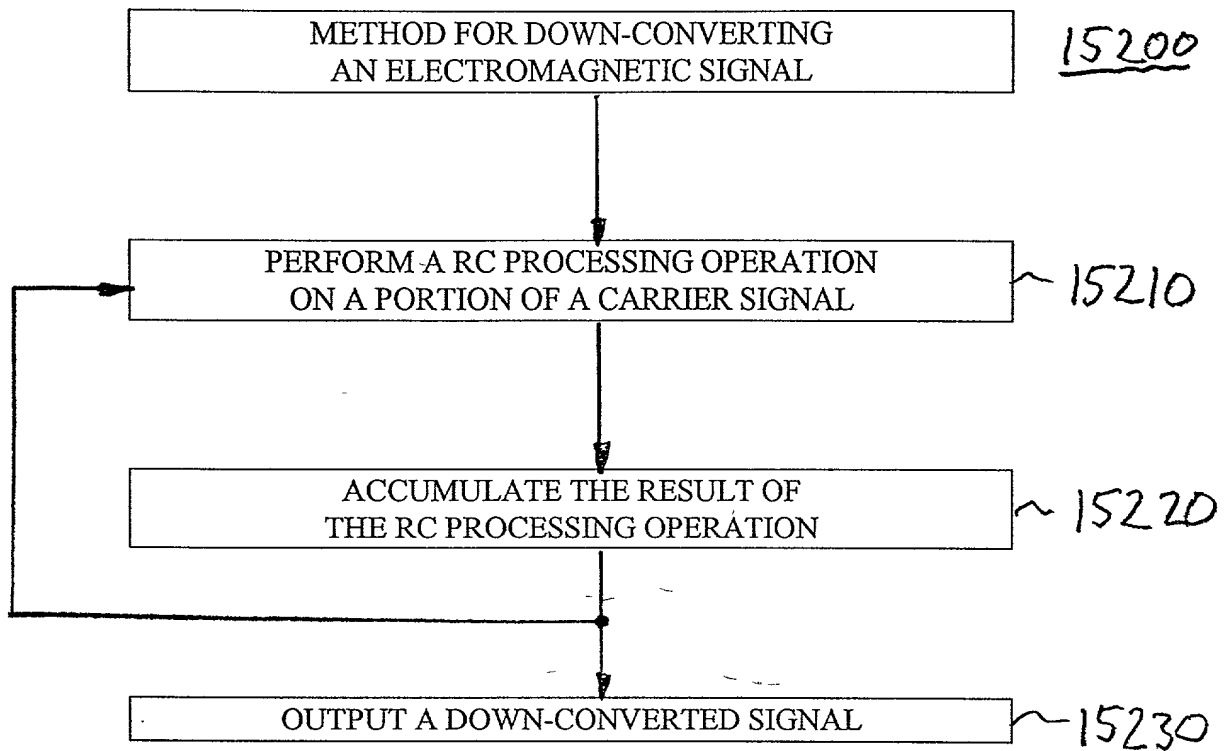 METHOD FOR DOWN-CONVERTING
AN ELECTROMAGNETIC SIGNAL
15200
PERFORM A RC PROCESSING OPERATION
ON A PORTION OF A CARRIER SIGNAL
15210
ACCUMULATE THE RESULT OF
THE RC PROCESSING OPERATION
15220
OUTPUT A DOWN-CONVERTED SIGNAL
15230